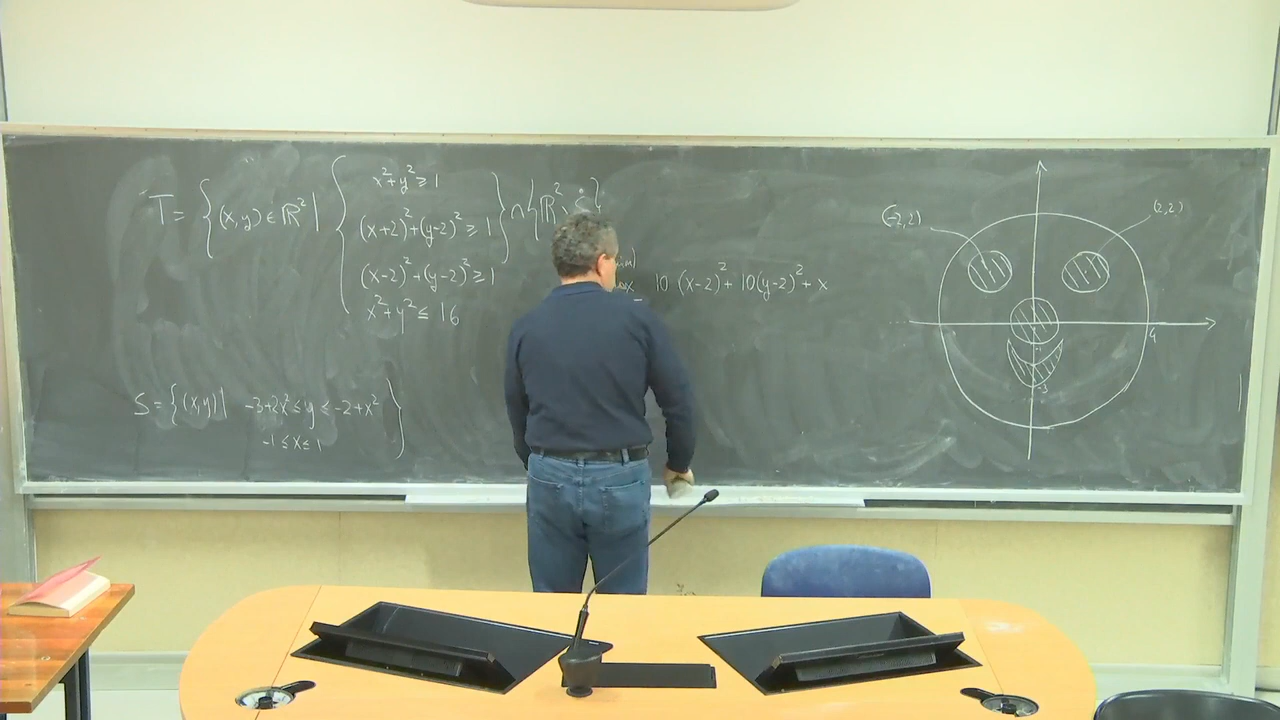 T = { (x,y) ∈ ℝ² | { x²+y² ≥ 1
(x+2)²+(y-2)² ≥ 1
(x-2)²+(y-2)² ≥ 1
x²+y² ≤ 16 } ∩ {ℝ² \ S̊}
S = { (x,y) | -3+2x² ≤ y ≤ -2+x²
-1 ≤ x ≤ 1 }
10 (x-2)² + 10(y-2)² + x
(-2,2)
(2,2)
4
-3